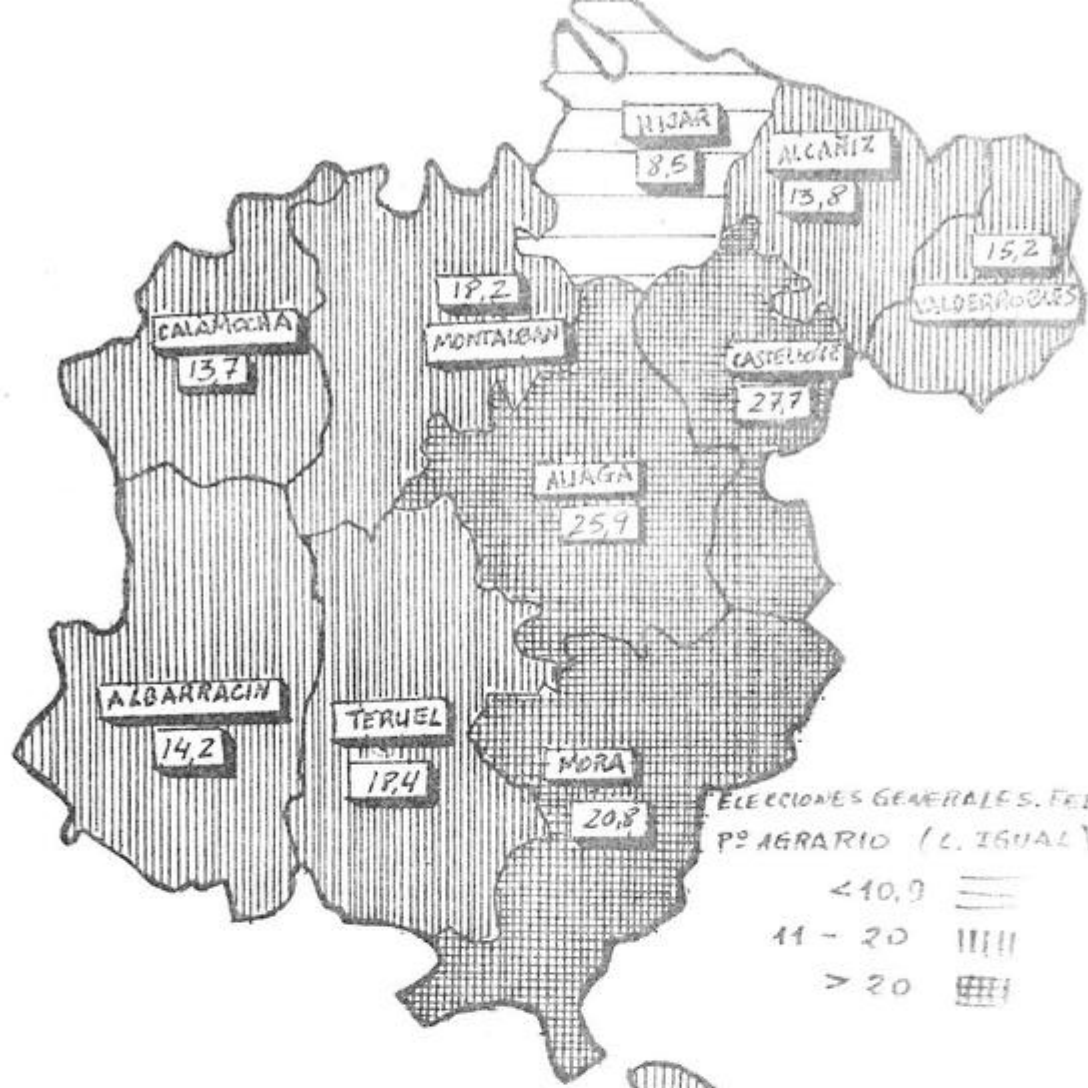 HIJAR
8,5
ALCAÑIZ
13,8
15,2
VALDERROBLES
18,2
MONTALBAN
CALAMOCHA
13,7
CASTELLOTE
27,7
ALIAGA
25,9
ALBARRACIN
14,2
TERUEL
18,4
MORA
20,8
ELECCIONES GENERALES. FE
Pº AGRARIO (L. IGUAL)
<10,9
11 - 20
> 20